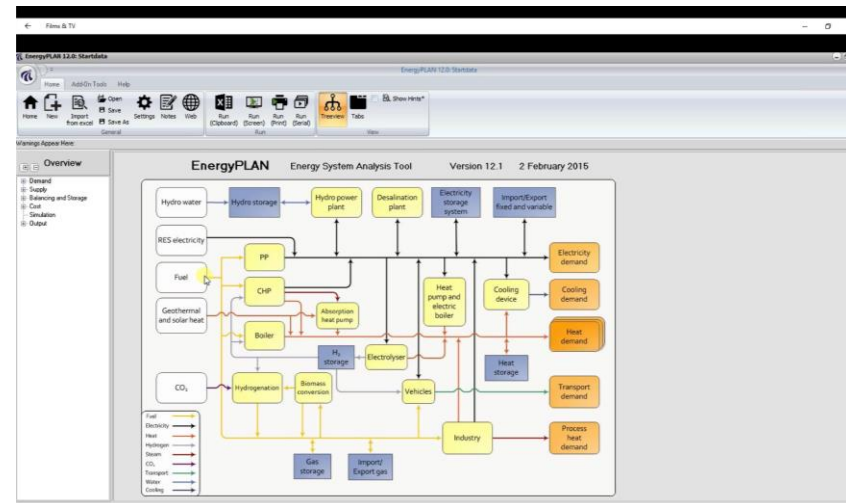 Films & TV
EnergyPLAN 12.0: Startdata
EnergyPLAN 12.0: Startdata
Home Add-On Tools Help
Home
New
Import
from excel
Open
Save
Save As
Settings
Notes
Web
Run
(Clipboard)
Run
(Screen)
Run
(Print)
Run
(Serial)
Treeview
Tabs
Show Hints*
General
Run
View
Warnings Appear Here:
Overview
Demand
Supply
Balancing and Storage
Cost
Simulation
Output
EnergyPLAN Energy System Analysis Tool Version 12.1 2 February 2015
Hydro water
Hydro storage
Hydro power
plant
Desalination
plant
Electricity
storage
system
Import/Export
fixed and variable
RES electricity
PP
Electricity
demand
Fuel
CHP
Heat
pump and
electric
boiler
Cooling
device
Cooling
demand
Geothermal
and solar heat
Absorption
heat pump
Boiler
Heat
demand
H₂
storage
Electrolyser
Heat
storage
CO₂
Hydrogenation
Biomass
conversion
Vehicles
Transport
demand
Industry
Process
heat
demand
Gas
storage
Import/
Export gas
Fuel
Electricity
Heat
Hydrogen
Steam
CO₂
Transport
Water
Cooling